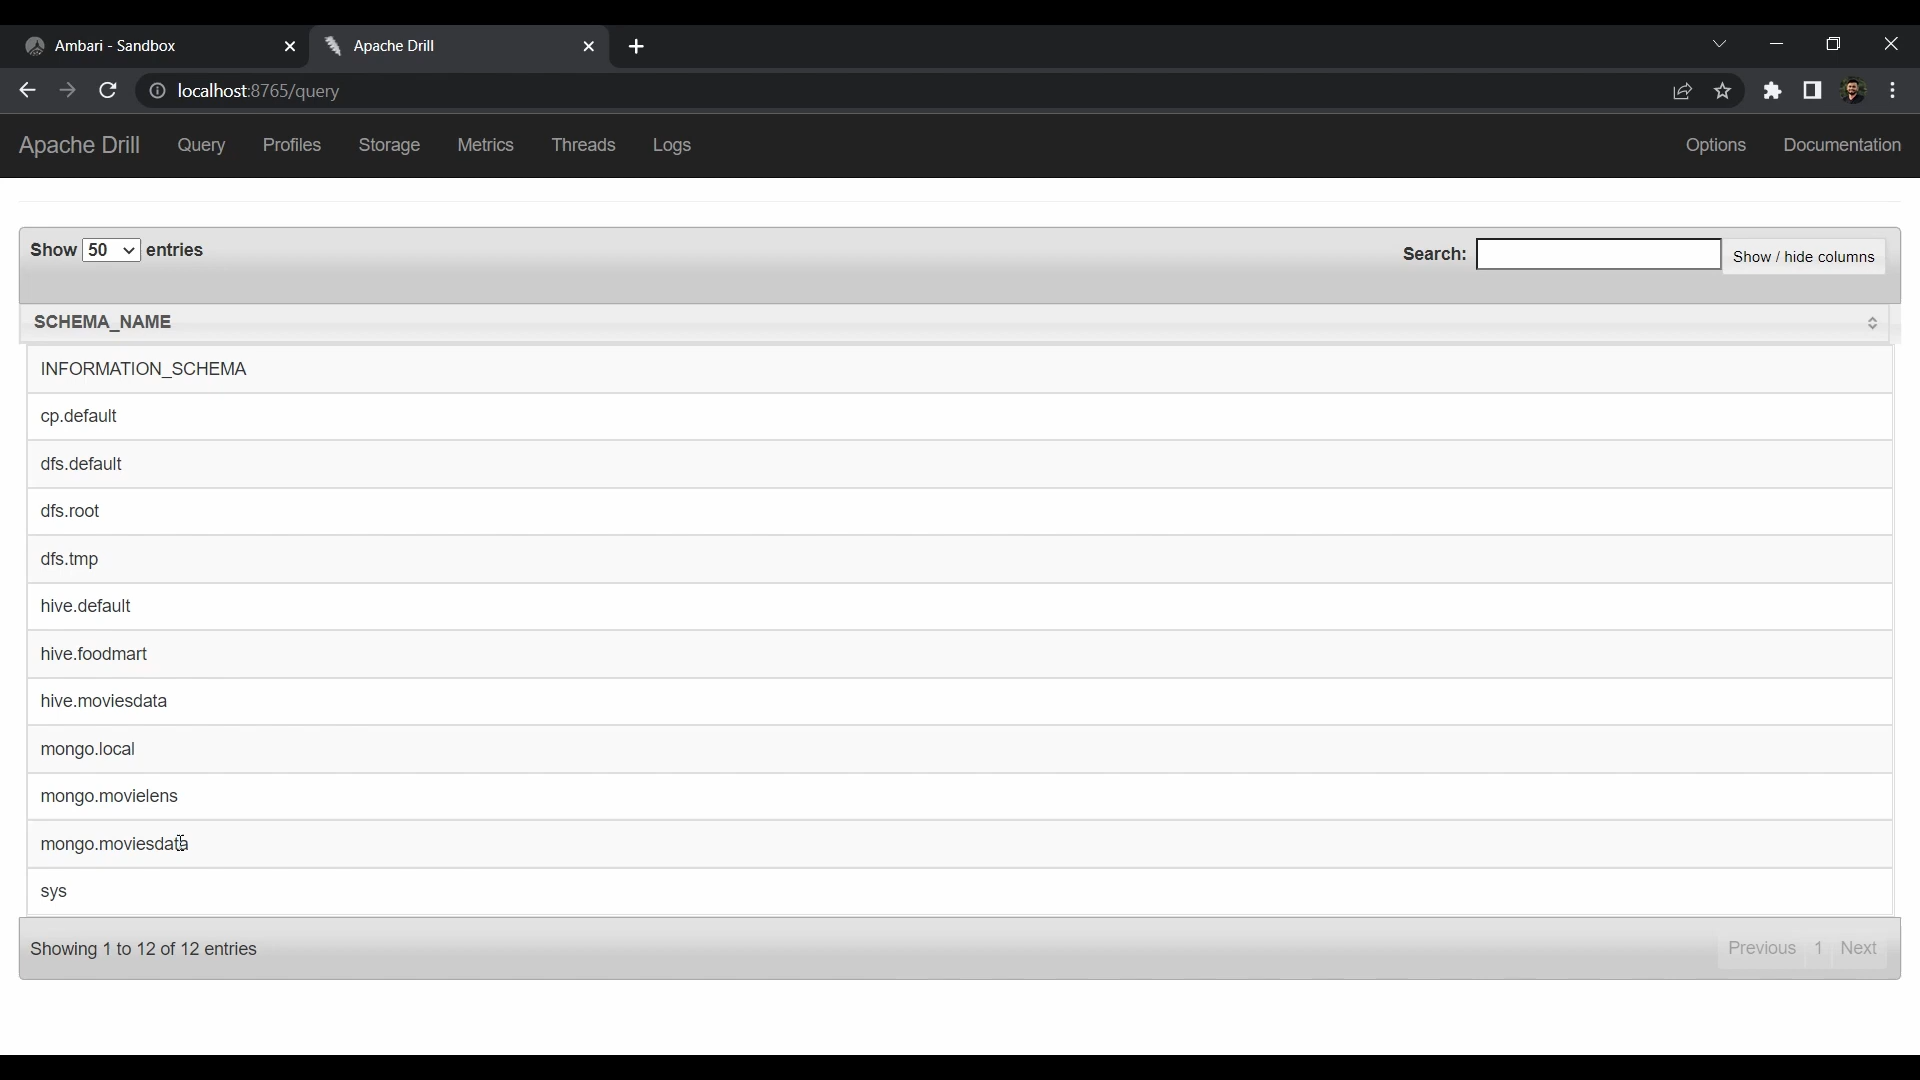 Ambari - Sandbox
Apache Drill
localhost:8765/query
Apache Drill Query Profiles Storage Metrics Threads Logs Options Documentation
Show 50 entries Search: Show / hide columns
SCHEMA_NAME
INFORMATION_SCHEMA
cp.default
dfs.default
dfs.root
dfs.tmp
hive.default
hive.foodmart
hive.moviesdata
mongo.local
mongo.movielens
mongo.moviesdata
sys
Showing 1 to 12 of 12 entries Previous 1 Next